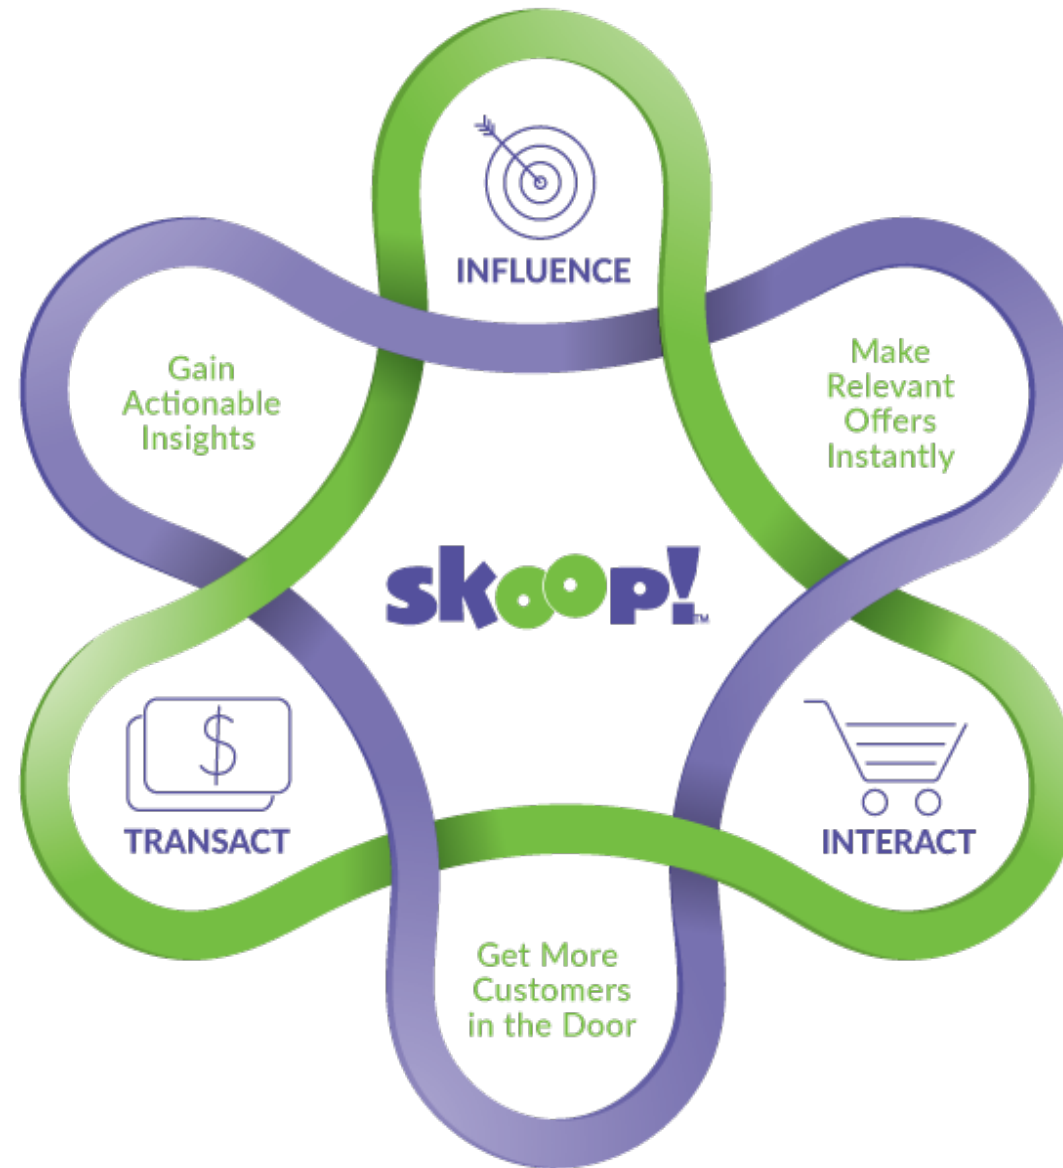 INFLUENCE
Gain
Actionable
Insights
Make
Relevant
Offers
Instantly
skoop!™
$
TRANSACT
INTERACT
Get More
Customers
in the Door